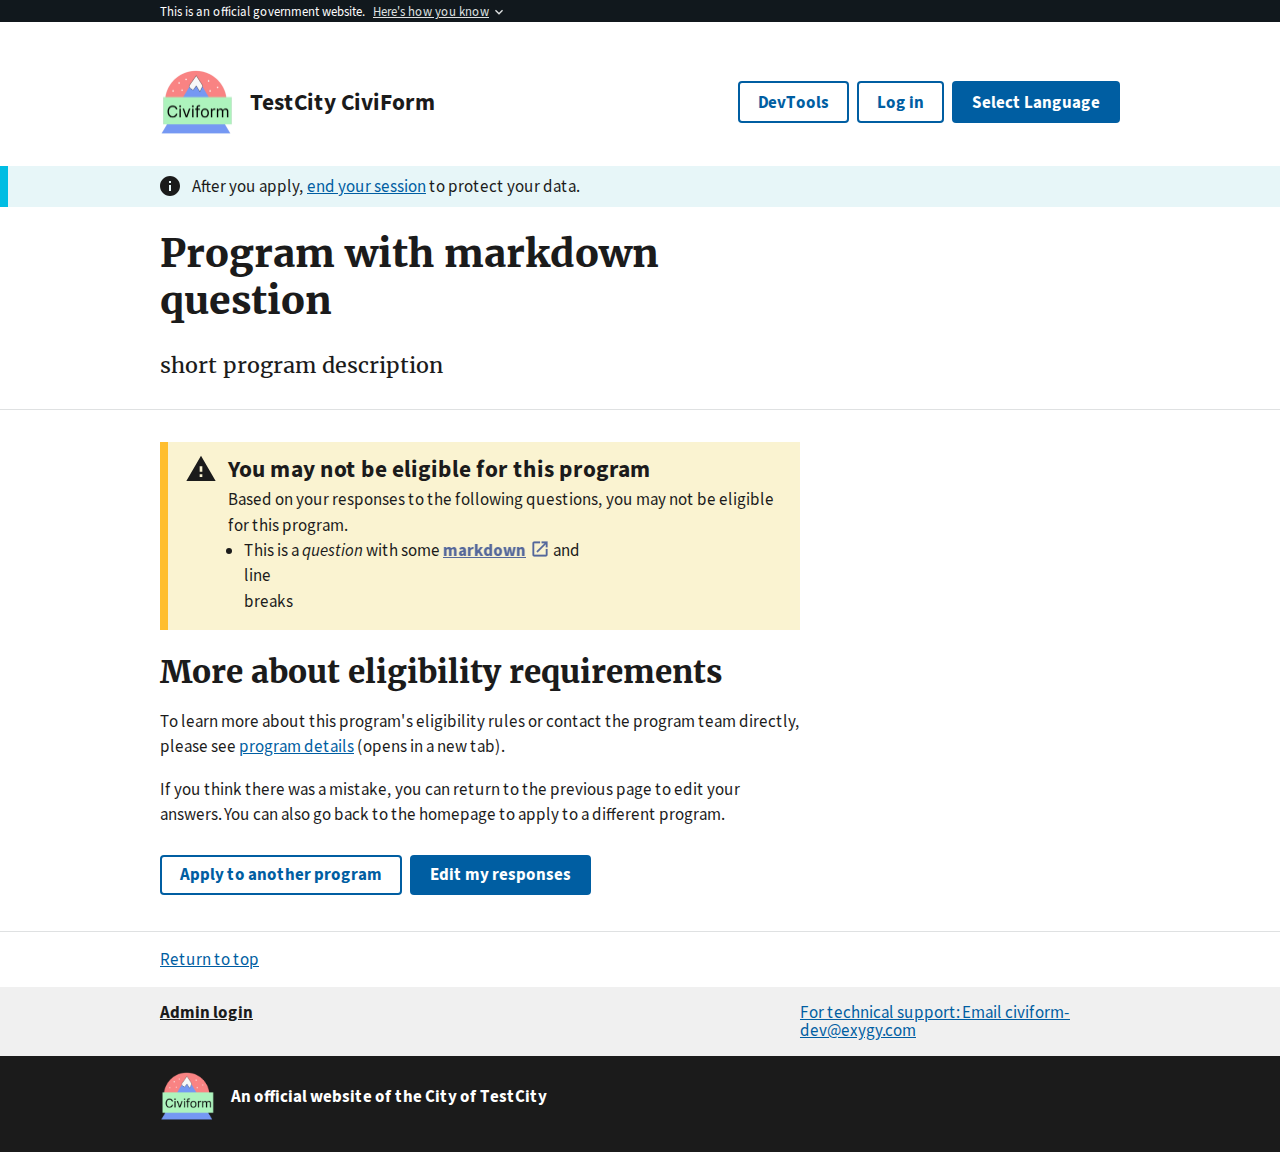 This is an official government website. Here's how you know
Civiform
TestCity CiviForm
DevTools
Log in
Select Language
After you apply, end your session to protect your data.
Program with markdown
question
short program description
You may not be eligible for this program
Based on your responses to the following questions, you may not be eligible
for this program.
This is a question with some markdown and
line
breaks
More about eligibility requirements
To learn more about this program's eligibility rules or contact the program team directly,
please see program details (opens in a new tab).
If you think there was a mistake, you can return to the previous page to edit your
answers. You can also go back to the homepage to apply to a different program.
Apply to another program
Edit my responses
Return to top
Admin login
For technical support: Email civiform-
dev@exygy.com
Civiform
An official website of the City of TestCity